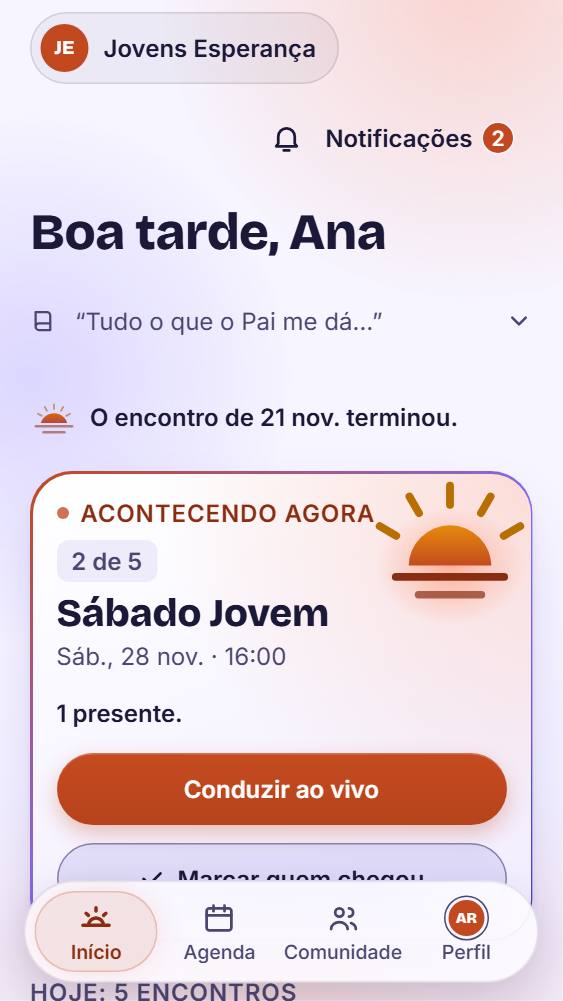 JE Jovens Esperança
Notificações 2
Boa tarde, Ana
“Tudo o que o Pai me dá...”
O encontro de 21 nov. terminou.
ACONTECENDO AGORA
2 de 5
Sábado Jovem
Sáb., 28 nov. · 16:00
1 presente.
Conduzir ao vivo
Marcar quem chegou
Início Agenda Comunidade AR Perfil
HOJE: 5 ENCONTROS